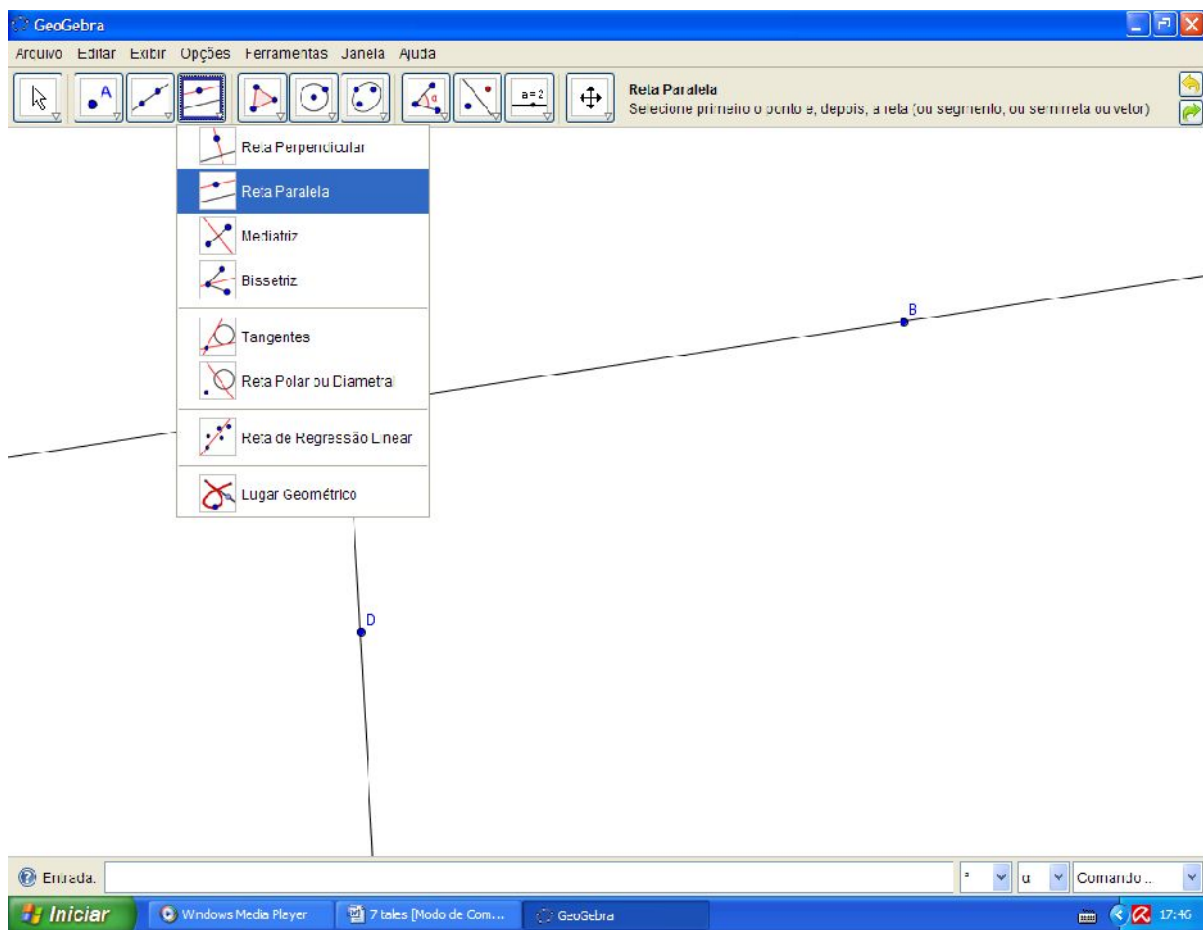 GeoGebra
Arquivo Editar Exibir Opções Ferramentas Janela Ajuda
A
α
a=2
Reta Paralela
Selecione primeiro o ponto e, depois, a reta (ou segmento, ou semirreta ou vetor)
Reta Perpendicular
Reta Paralela
Mediatriz
Bissetriz
Tangentes
Reta Polar ou Diametral
Reta de Regressão Linear
Lugar Geométrico
B
D
Entrada:
² α Comando ...
Iniciar Windows Media Player 7 tales [Modo de Com... GeoGebra 17:46